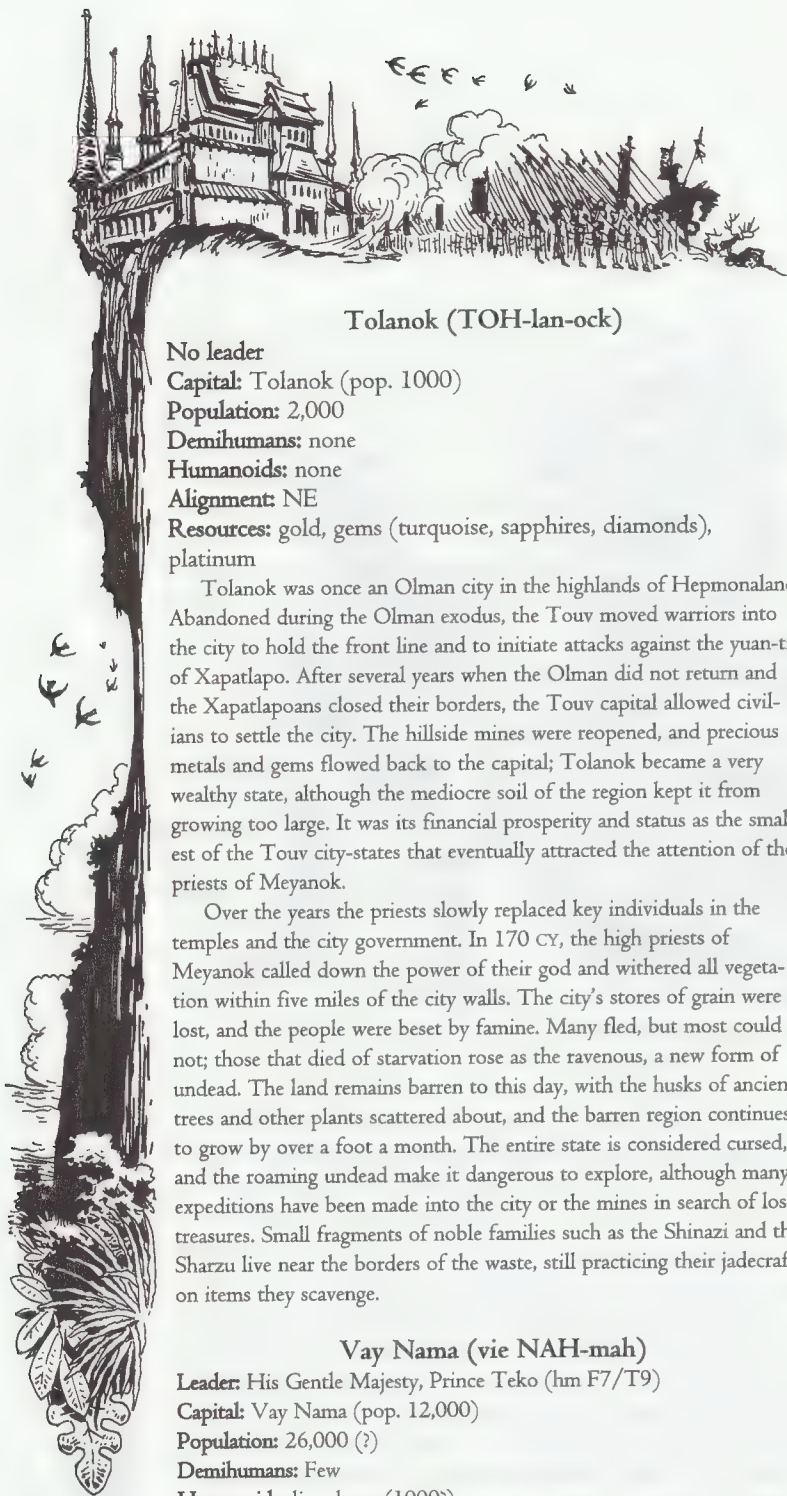 Tolanok (TOH-lan-ock)
No leader
Capital: Tolanok (pop. 1000)
Population: 2,000
Demihumans: none
Humanoids: none
Alignment: NE
Resources: gold, gems (turquoise, sapphires, diamonds),
platinum
Tolanok was once an Olman city in the highlands of Hepmonaland
Abandoned during the Olman exodus, the Touv moved warriors into
the city to hold the front line and to initiate attacks against the yuan-t
of Xapatlapo. After several years when the Olman did not return and
the Xapatlapoans closed their borders, the Touv capital allowed civil-
ians to settle the city. The hillside mines were reopened, and precious
metals and gems flowed back to the capital; Tolanok became a very
wealthy state, although the mediocre soil of the region kept it from
growing too large. It was its financial prosperity and status as the smal
est of the Touv city-states that eventually attracted the attention of the
priests of Meyanok.
Over the years the priests slowly replaced key individuals in the
temples and the city government. In 170 CY, the high priests of
Meyanok called down the power of their god and withered all vegeta-
tion within five miles of the city walls. The city's stores of grain were
lost, and the people were beset by famine. Many fled, but most could
not; those that died of starvation rose as the ravenous, a new form of
undead. The land remains barren to this day, with the husks of ancien
trees and other plants scattered about, and the barren region continues
to grow by over a foot a month. The entire state is considered cursed,
and the roaming undead make it dangerous to explore, although many
expeditions have been made into the city or the mines in search of los
treasures. Small fragments of noble families such as the Shinazi and th
Sharzu live near the borders of the waste, still practicing their jadecraf
on items they scavenge.
Vay Nama (vie NAH-mah)
Leader: His Gentle Majesty, Prince Teko (hm F7/T9)
Capital: Vay Nama (pop. 12,000)
Population: 26,000 (?)
Demihumans: Few